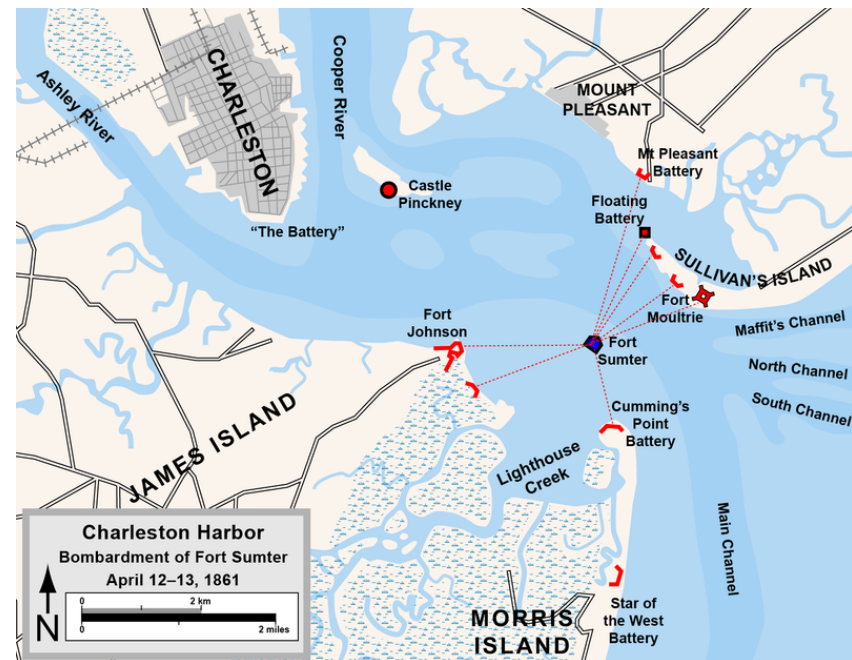 Ashley River
CHARLESTON
Cooper River
MOUNT
PLEASANT
Mt Pleasant
Battery
Castle
Pinckney
Floating
Battery
“The Battery”
SULLIVAN'S ISLAND
Fort
Moultrie
Fort
Johnson
Fort
Sumter
Maffit's Channel
North Channel
South Channel
Cumming's
Point
Battery
JAMES ISLAND
Lighthouse
Creek
Main Channel
Star of
the West
Battery
MORRIS
ISLAND
Charleston Harbor
Bombardment of Fort Sumter
April 12–13, 1861
N
0 2 km
0 2 miles